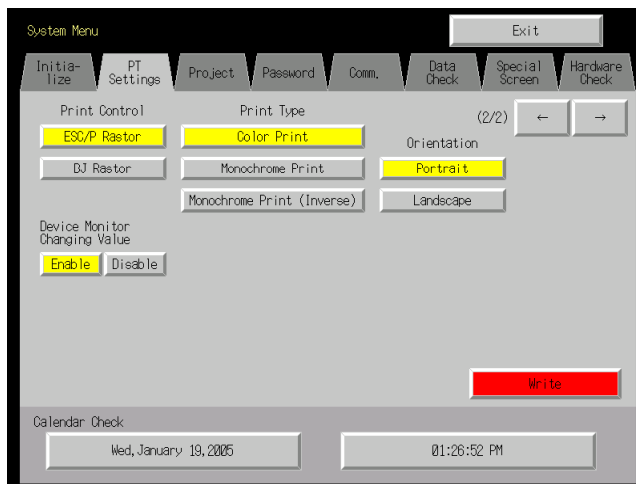 System Menu
Exit
Initia-
lize
PT
Settings
Project
Password
Comm.
Data
Check
Special
Screen
Hardware
Check
Print Control
Print Type
(2/2)
←
→
ESC/P Rastor
Color Print
Orientation
DJ Rastor
Monochrome Print
Portrait
Monochrome Print (Inverse)
Landscape
Device Monitor
Changing Value
Enable
Disable
Write
Calendar Check
Wed,January 19,2005
01:26:52 PM